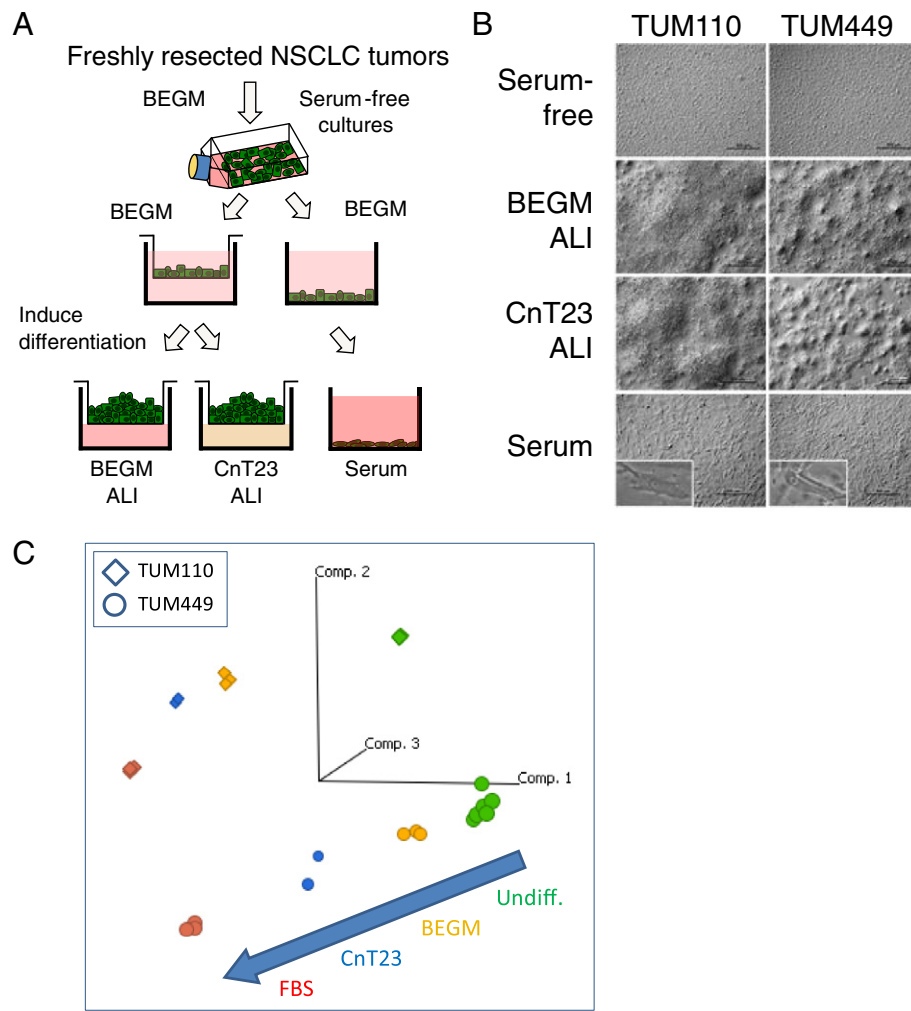 A
Freshly resected NSCLC tumors
BEGM
Serum-free
cultures
BEGM
BEGM
Induce
differentiation
BEGM
ALI
CnT23
ALI
Serum
B
TUM110
TUM449
Serum-
free
BEGM
ALI
CnT23
ALI
Serum
C
TUM110
TUM449
Comp. 2
Comp. 3
Comp. 1
Undiff.
BEGM
CnT23
FBS